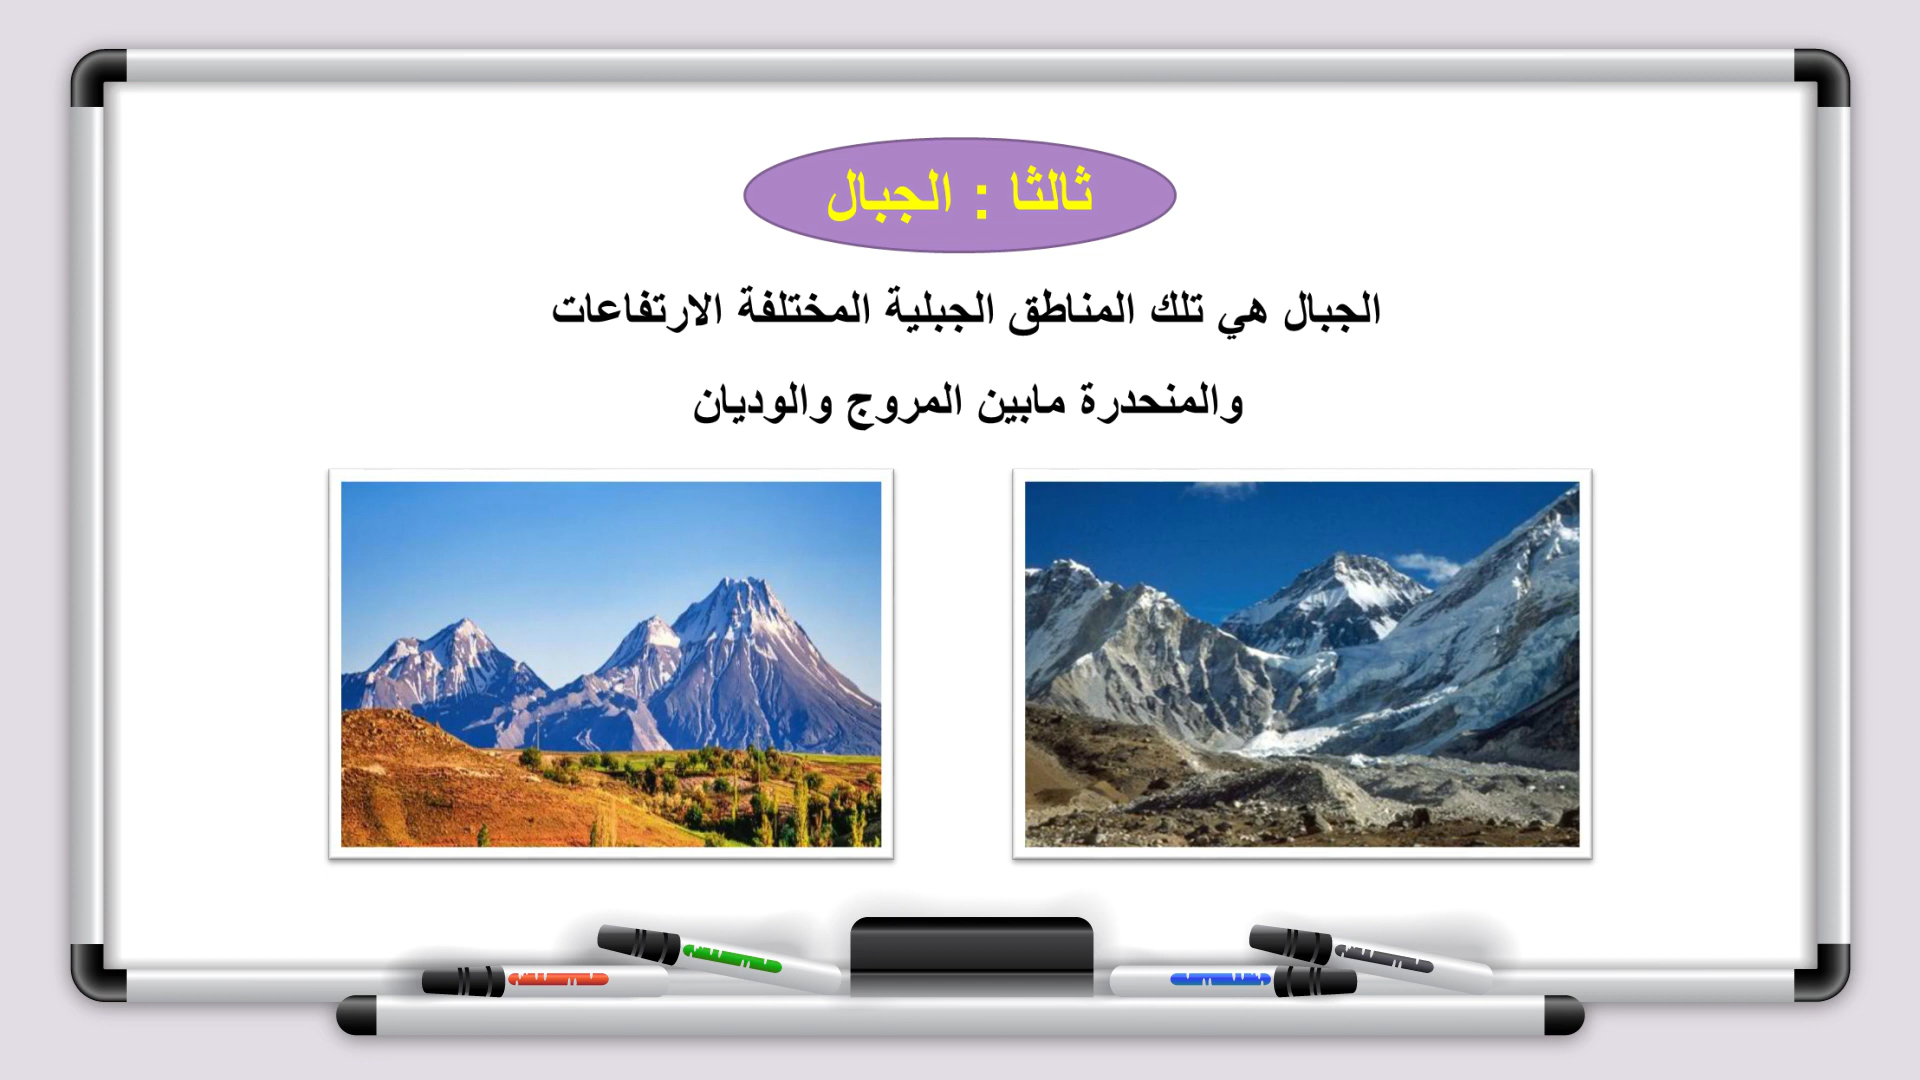 ثالثا : الجبال
الجبال هي تلك المناطق الجبلية المختلفة الارتفاعات
والمنحدرة مابين المروج والوديان